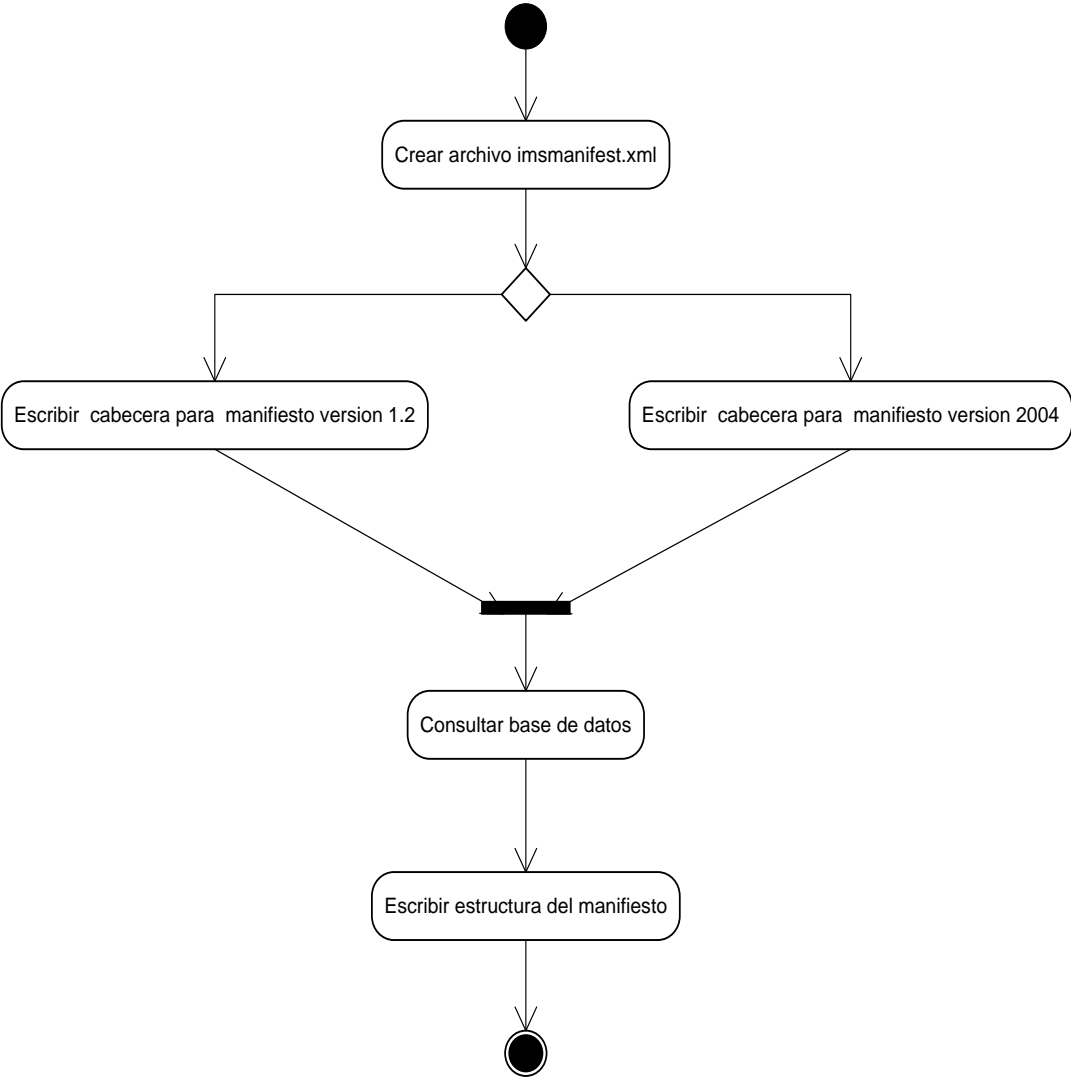 Crear archivo imsmanifest.xml
Escribir cabecera para manifiesto version 1.2
Escribir cabecera para manifiesto version 2004
Consultar base de datos
Escribir estructura del manifiesto